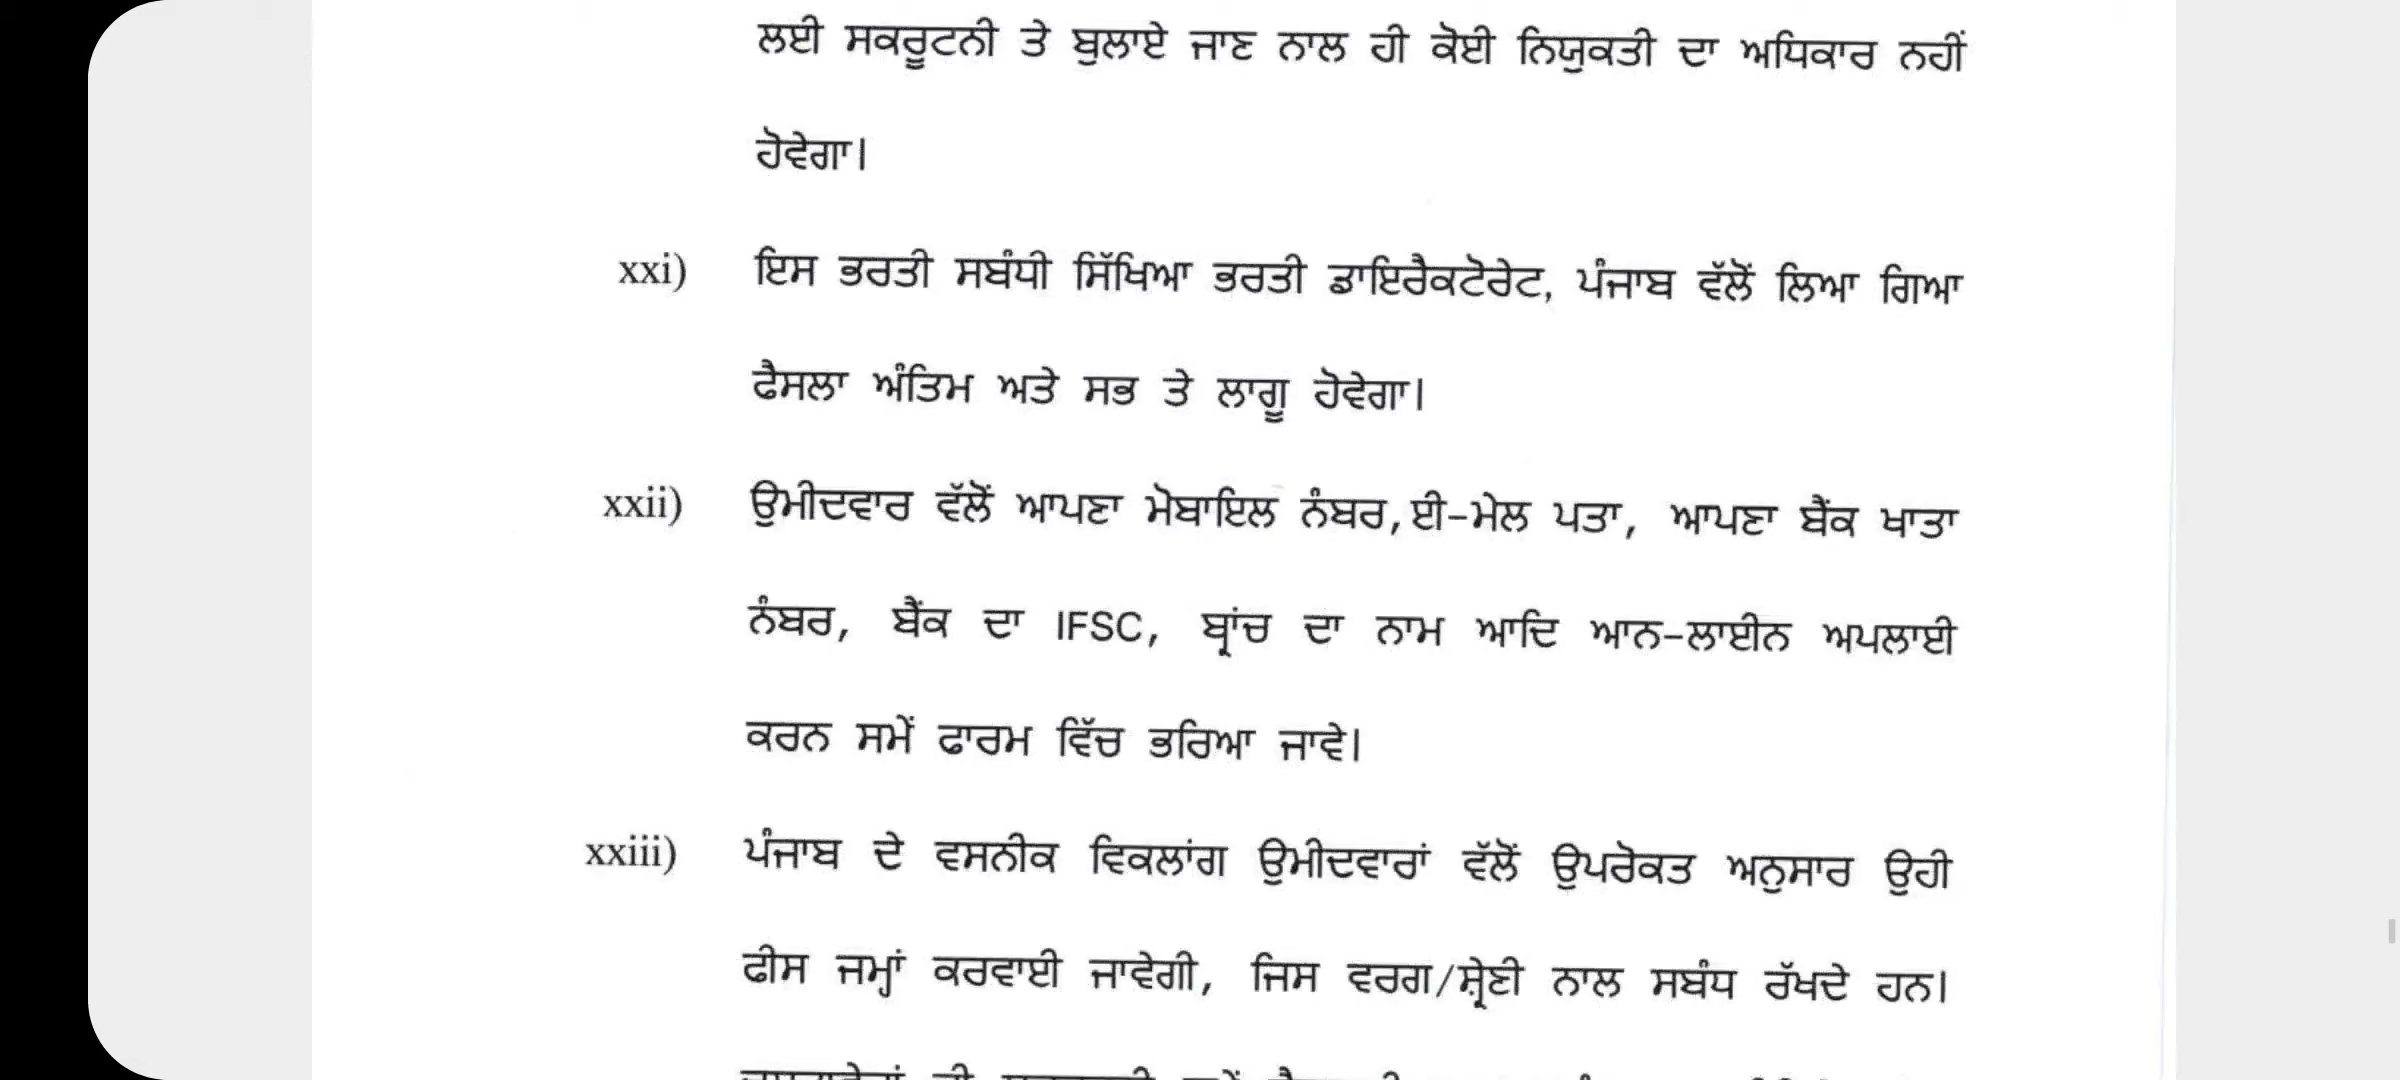 ਲਈ ਸਕਰੂਟਨੀ ਤੇ ਬੁਲਾਏ ਜਾਣ ਨਾਲ ਹੀ ਕੋਈ ਨਿਯੁਕਤੀ ਦਾ ਅਧਿਕਾਰ ਨਹੀਂ
ਹੋਵੇਗਾ।
xxi) ਇਸ ਭਰਤੀ ਸਬੰਧੀ ਸਿੱਖਿਆ ਭਰਤੀ ਡਾਇਰੈਕਟੋਰੇਟ, ਪੰਜਾਬ ਵੱਲੋਂ ਲਿਆ ਗਿਆ
ਫੈਸਲਾ ਅੰਤਿਮ ਅਤੇ ਸਭ ਤੇ ਲਾਗੂ ਹੋਵੇਗਾ।
xxii) ਉਮੀਦਵਾਰ ਵੱਲੋਂ ਆਪਣਾ ਮੋਬਾਇਲ ਨੰਬਰ,ਈ-ਮੇਲ ਪਤਾ, ਆਪਣਾ ਬੈਂਕ ਖਾਤਾ
ਨੰਬਰ, ਬੈਂਕ ਦਾ IFSC, ਬ੍ਰਾਂਚ ਦਾ ਨਾਮ ਆਦਿ ਆਨ-ਲਾਈਨ ਅਪਲਾਈ
ਕਰਨ ਸਮੇਂ ਫਾਰਮ ਵਿੱਚ ਭਰਿਆ ਜਾਵੇ।
xxiii) ਪੰਜਾਬ ਦੇ ਵਸਨੀਕ ਵਿਕਲਾਂਗ ਉਮੀਦਵਾਰਾਂ ਵੱਲੋਂ ਉਪਰੋਕਤ ਅਨੁਸਾਰ ਉਹੀ
ਫੀਸ ਜਮ੍ਹਾਂ ਕਰਵਾਈ ਜਾਵੇਗੀ, ਜਿਸ ਵਰਗ/ਸ਼੍ਰੇਣੀ ਨਾਲ ਸਬੰਧ ਰੱਖਦੇ ਹਨ।